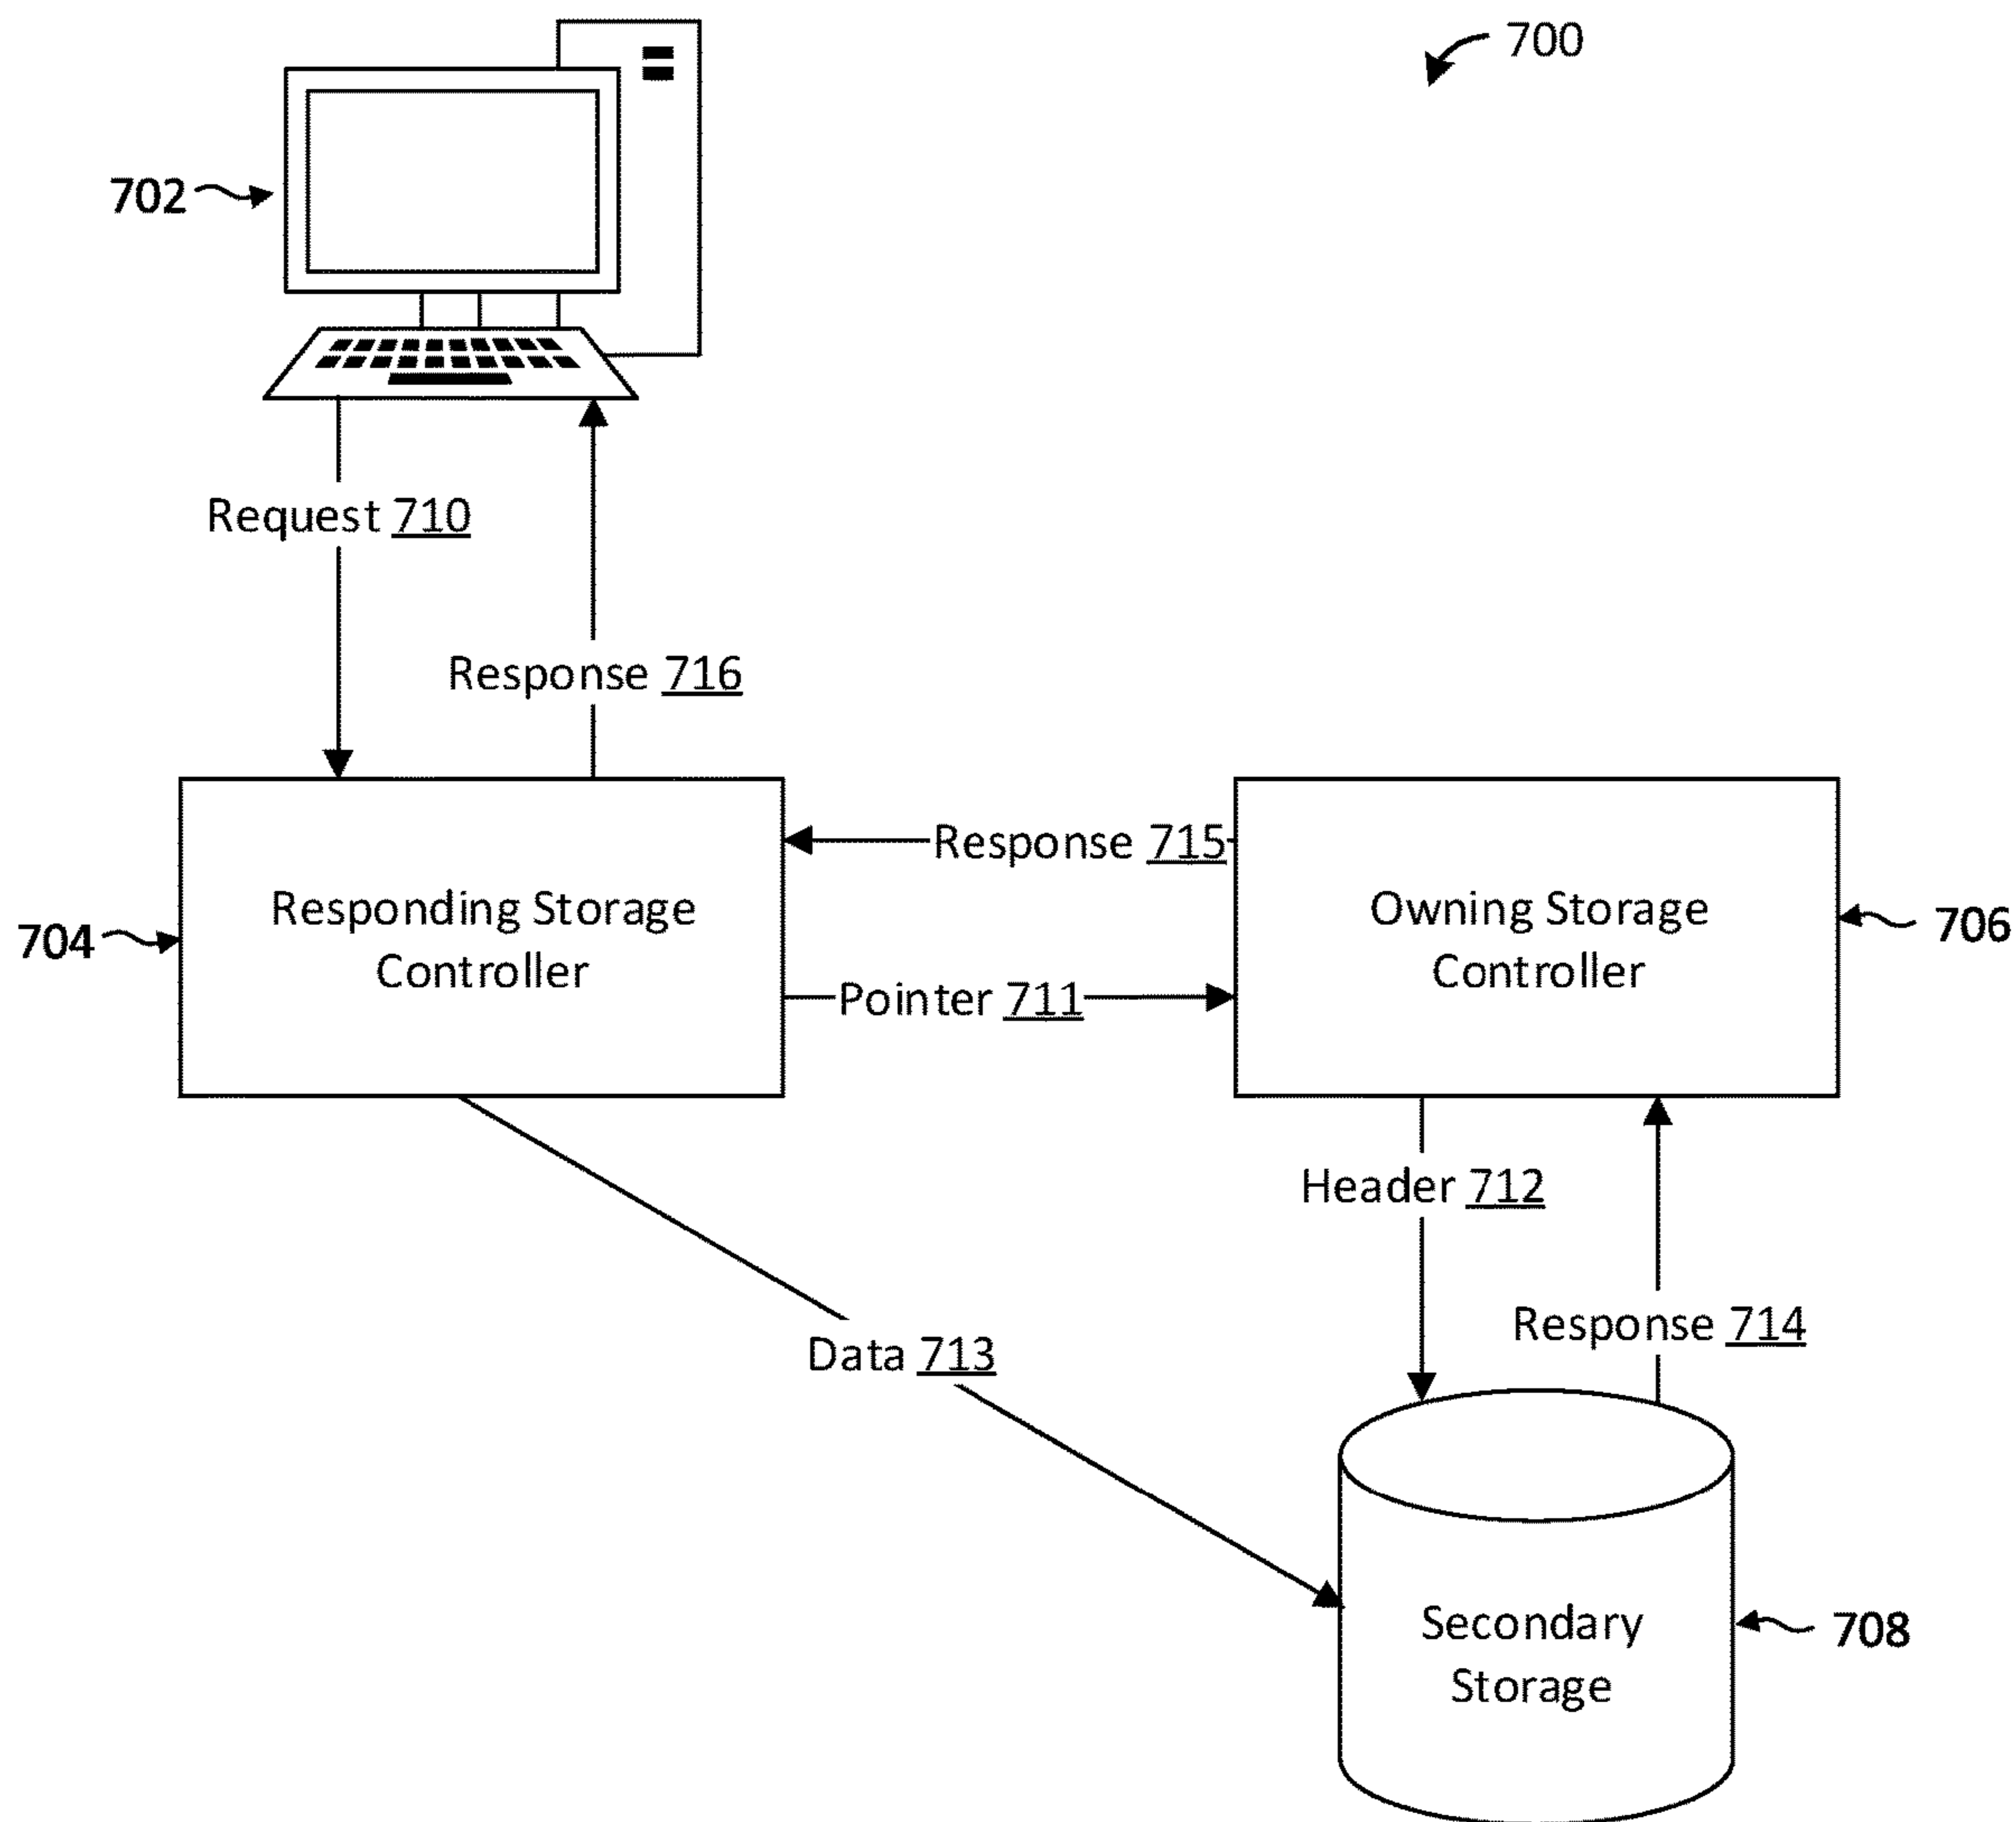 700
702
Request 710
Response 716
Response 715
Responding Storage
Controller
Owning Storage
Controller
704
706
Pointer 711
Header 712
Response 714
Data 713
Secondary
Storage
708